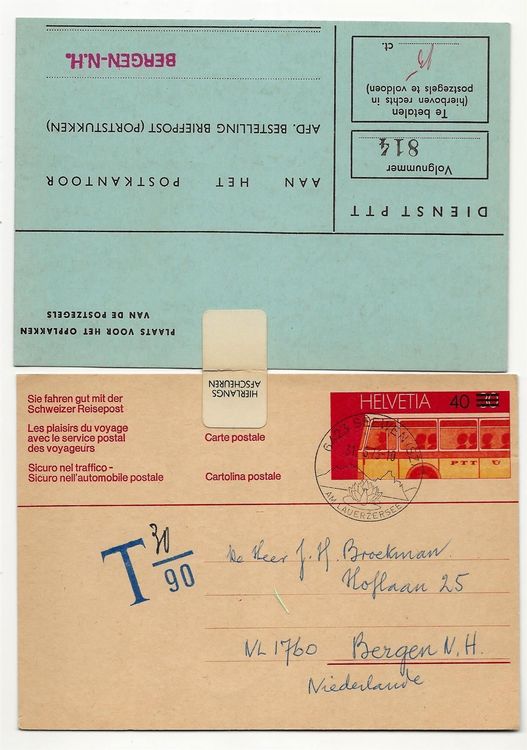 PLAATS VOOR HET OPPLAKKEN
VAN DE POSTZEGELS
DIENST PTT
Volgnummer
814
Te betalen
(hierboven rechts in
postzegels te voldoen)
ct.
AAN HET POSTKANTOOR
AFD. BESTELLING BRIEFPOST (PORTSTUKKEN)
BERGEN-N.H.
HIERLANGS
AFSCHEUREN
Sie fahren gut mit der
Schweizer Reisepost
Les plaisirs du voyage
avec le service postal
des voyageurs
Sicuro nel traffico -
Sicuro nell'automobile postale
Carte postale
Cartolina postale
HELVETIA 40 30
PTT
AM LAUERZERSEE
T 30
90
De Heer J. H. Broekman
Hoflaan 25
NL 1760 Bergen N.H.
Niederlande